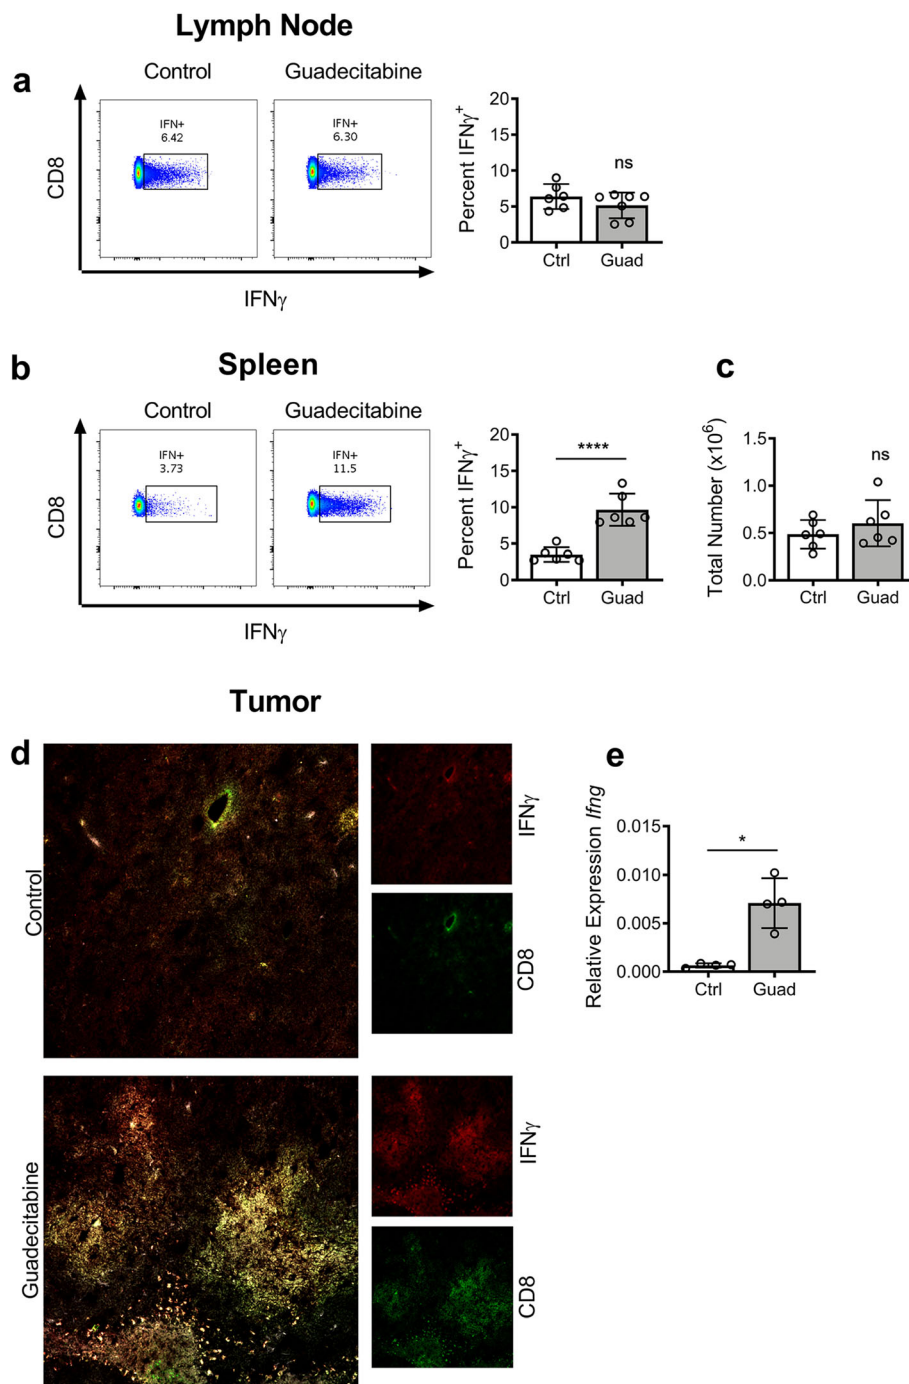 Lymph Node
a
Control
Guadecitabine
CD8
IFN+
6.42
IFN+
6.30
IFNγ
Percent IFNγ+
20
15
10
5
0
ns
Ctrl
Guad
b
Spleen
Control
Guadecitabine
CD8
IFN+
3.73
IFN+
11.5
IFNγ
Percent IFNγ+
20
15
10
5
0
****
Ctrl
Guad
c
Total Number (x10⁶)
1.5
1.0
0.5
0.0
ns
Ctrl
Guad
Tumor
d
Control
IFNγ
CD8
Guadecitabine
IFNγ
CD8
e
Relative Expression Ifng
0.015
0.010
0.005
0.000
*
Ctrl
Guad